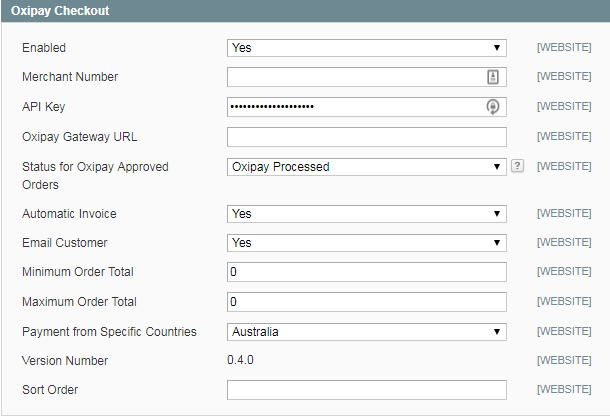 Oxipay Checkout
Enabled Yes [WEBSITE]
Merchant Number [WEBSITE]
API Key •••••••••••••••••••• [WEBSITE]
Oxipay Gateway URL [WEBSITE]
Status for Oxipay Approved Oxipay Processed ? [WEBSITE]
Orders
Automatic Invoice Yes [WEBSITE]
Email Customer Yes [WEBSITE]
Minimum Order Total 0 [WEBSITE]
Maximum Order Total 0 [WEBSITE]
Payment from Specific Countries Australia [WEBSITE]
Version Number 0.4.0 [WEBSITE]
Sort Order [WEBSITE]